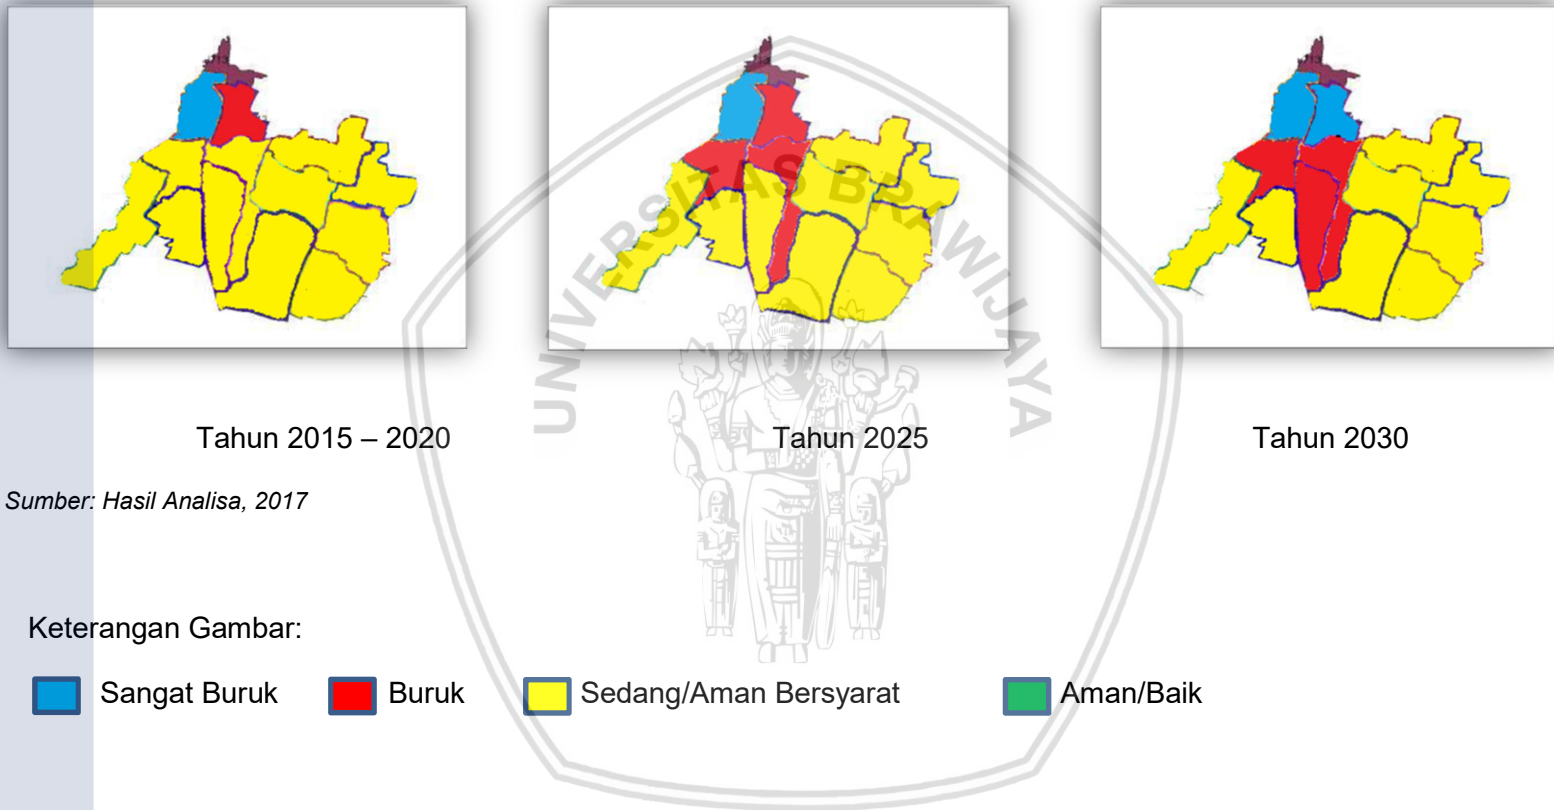 UNIVERSITAS BRAWIJAYA
Tahun 2015 – 2020
Tahun 2025
Tahun 2030
Sumber: Hasil Analisa, 2017
Keterangan Gambar:
Sangat Buruk
Buruk
Sedang/Aman Bersyarat
Aman/Baik